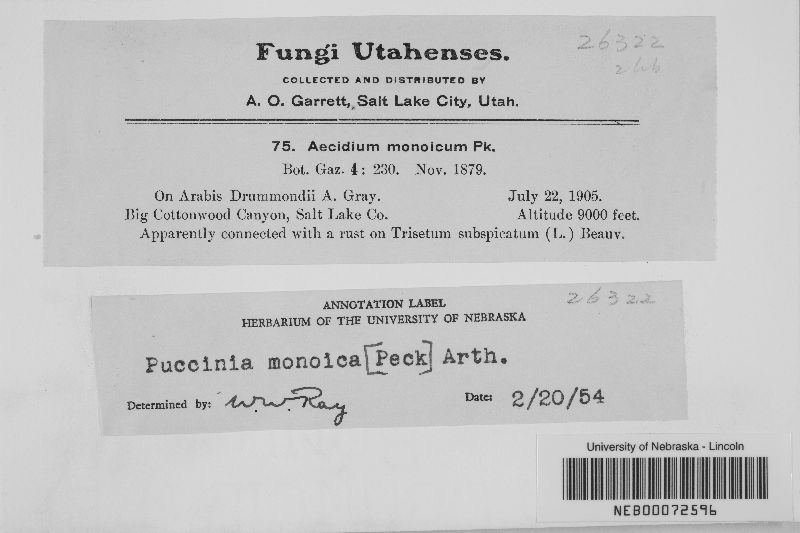 Fungi Utahenses.
26322
COLLECTED AND DISTRIBUTED BY
A. O. Garrett, Salt Lake City, Utah.
75. Aecidium monoicum Pk.
Bot. Gaz. 4: 230. Nov. 1879.
On Arabis Drummondii A. Gray. July 22, 1905.
Big Cottonwood Canyon, Salt Lake Co. Altitude 9000 feet.
Apparently connected with a rust on Trisetum subspicatum (L.) Beauv.
26322
ANNOTATION LABEL
HERBARIUM OF THE UNIVERSITY OF NEBRASKA
Puccinia monoica [Peck] Arth.
Determined by: W.W. Ray Date: 2/20/54
University of Nebraska - Lincoln
NEB00072596